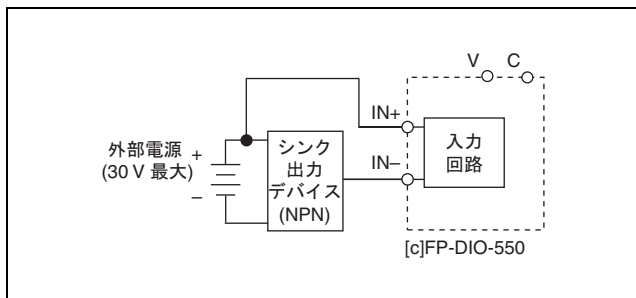 V C
IN+
入力
回路
IN–
外部電源 +
(30 V 最大)
–
シンク
出力
デバイス
(NPN)
[c]FP-DIO-550